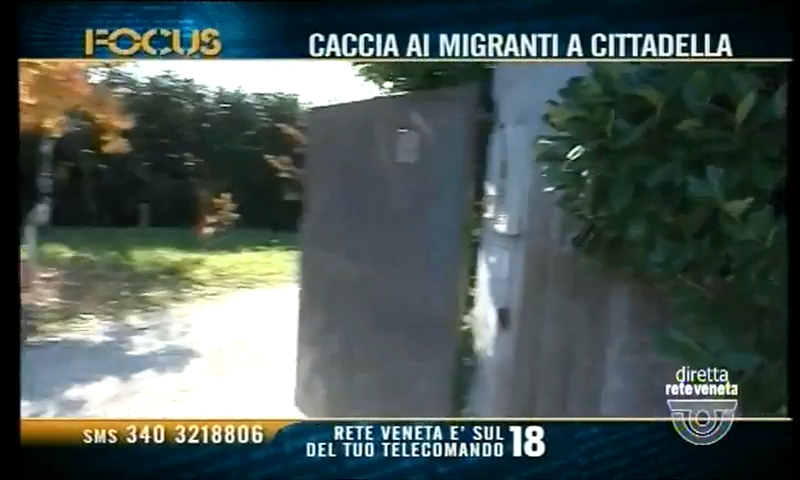 FOCUS
CACCIA AI MIGRANTI A CITTADELLA
diretta
reteveneta
SMS 340 3218806
RETE VENETA E' SUL
DEL TUO TELECOMANDO 18